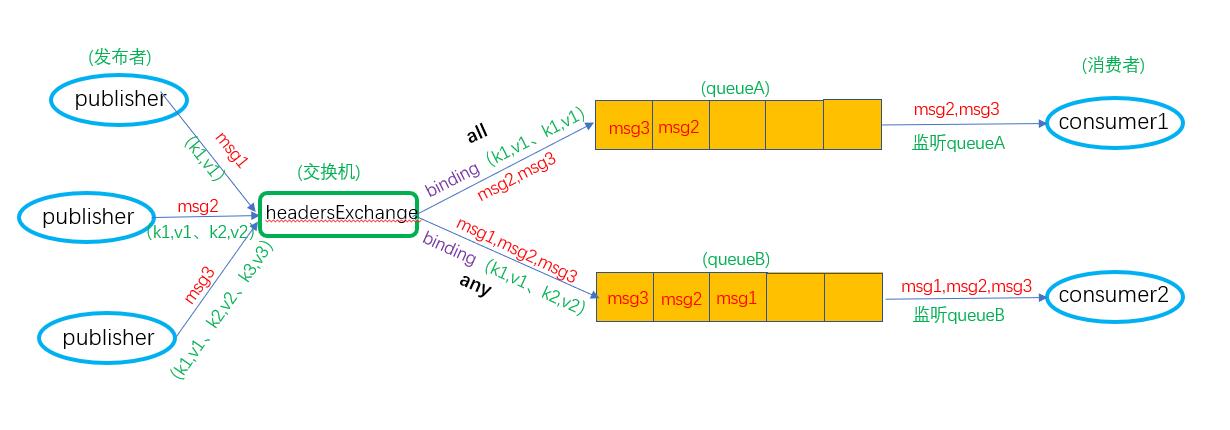 (发布者)
publisher
msg1
(k1,v1)
publisher
msg2
(k1,v1、k2,v2)
publisher
msg3
(k1,v1、k2,v2、k3,v3)
(交换机)
headersExchange
all
binding (k1,v1、k1,v1)
msg2,msg3
msg1,msg2,msg3
binding (k1,v1、k2,v2)
any
(queueA)
msg3 msg2
(queueB)
msg3 msg2 msg1
msg2,msg3
监听queueA
msg1,msg2,msg3
监听queueB
(消费者)
consumer1
consumer2